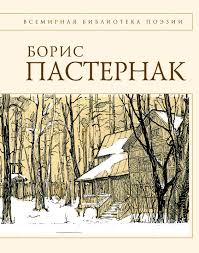 ВСЕМИРНАЯ БИБЛИОТЕКА ПОЭЗИИ
БОРИС
ПАСТЕРНАК